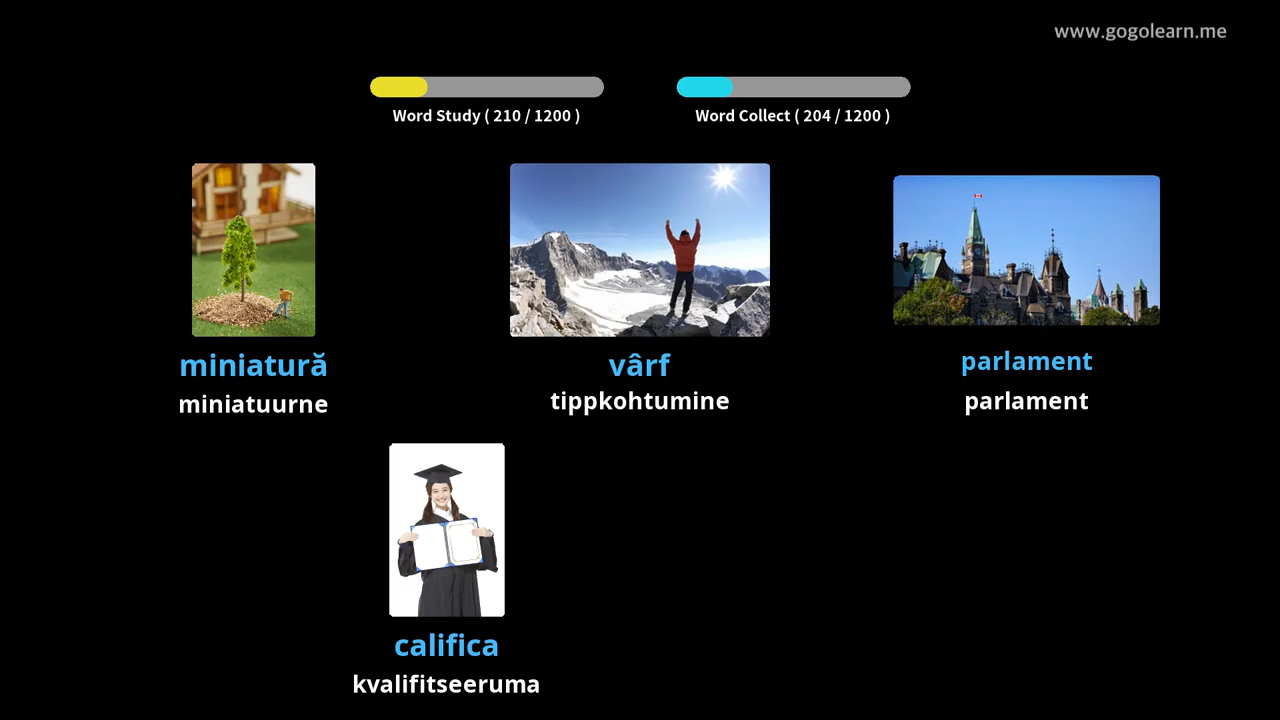 www.gogolearn.me
Word Study ( 210 / 1200 )
Word Collect ( 204 / 1200 )
miniatură
miniatuurne
vârf
tippkohtumine
parlament
parlament
califica
kvalifitseeruma